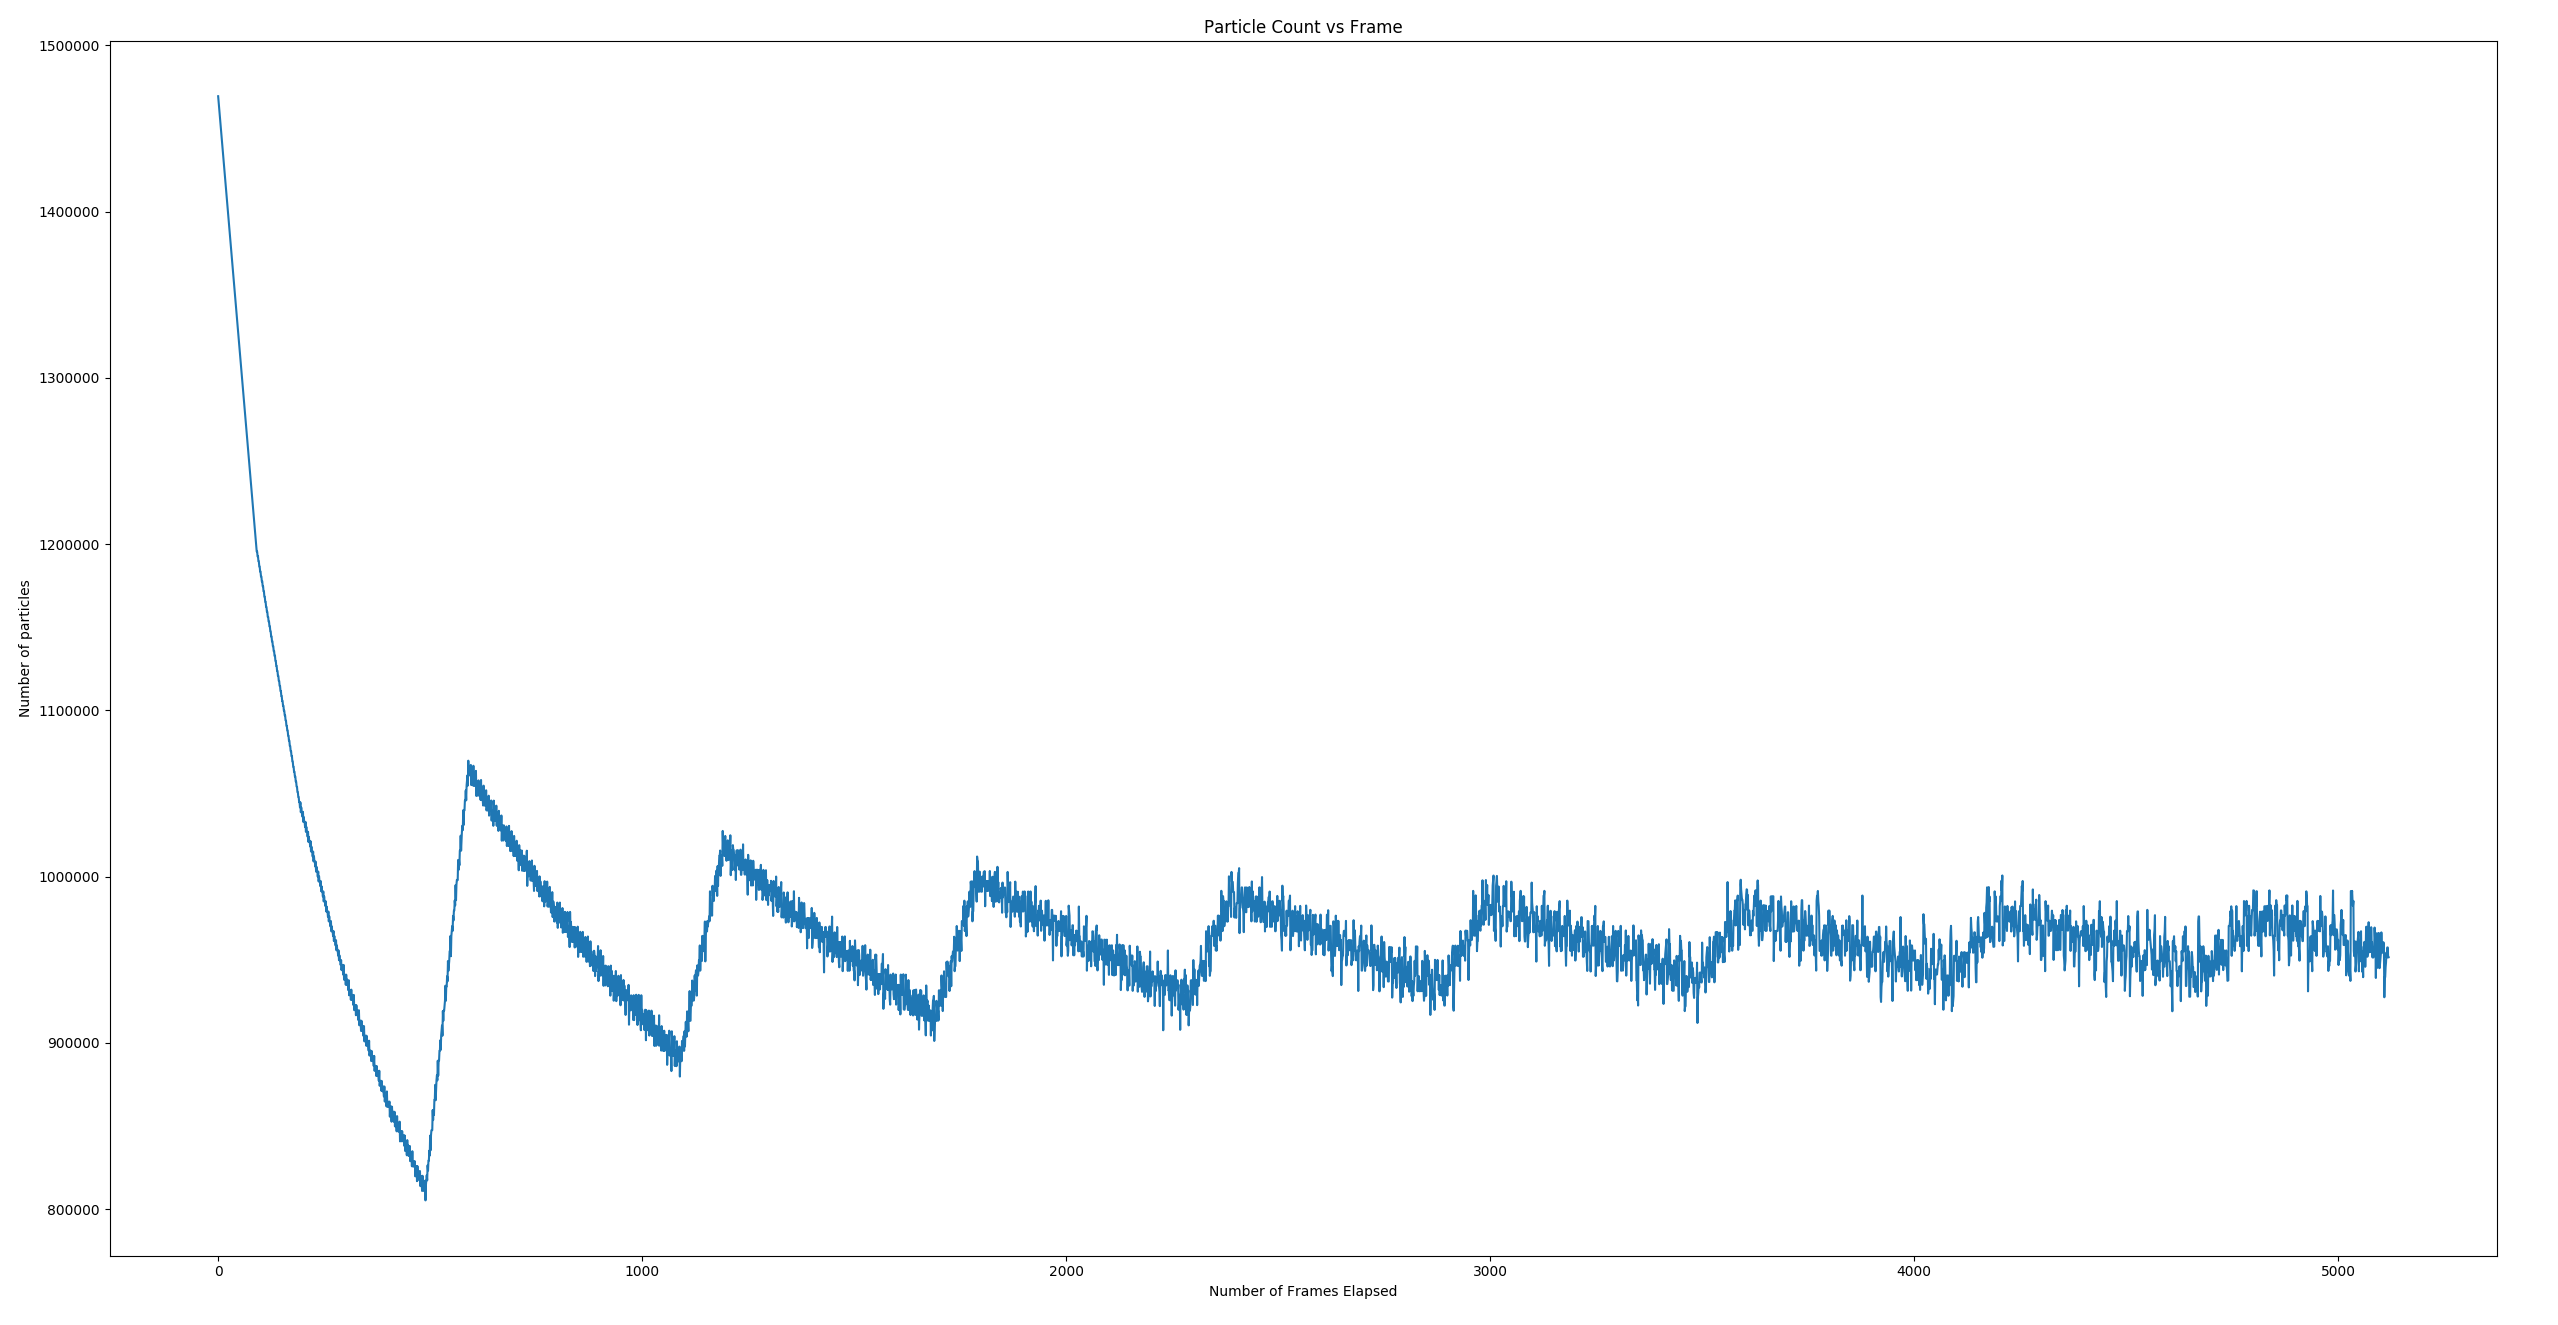 Particle Count vs Frame
1500000
1400000
1300000
1200000
1100000
1000000
900000
800000
Number of particles
0 1000 2000 3000 4000 5000
Number of Frames Elapsed